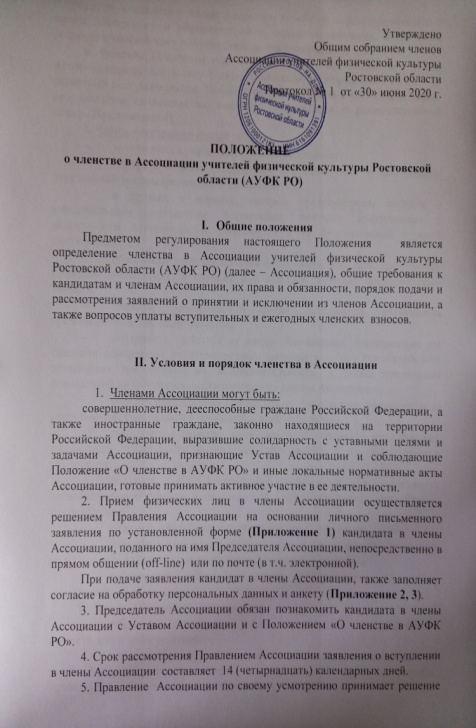 Утверждено
Общим собранием членов
Ассоциации учителей физической культуры
Ростовской области
Протокол № 1 от «30» июня 2020 г.
Ассоциация учителей
физической культуры
Ростовской области
ПОЛОЖЕНИЕ
о членстве в Ассоциации учителей физической культуры Ростовской
области (АУФК РО)
I. Общие положения
Предметом регулирования настоящего Положения является
определение членства в Ассоциации учителей физической культуры
Ростовской области (АУФК РО) (далее – Ассоциация), общие требования к
кандидатам и членам Ассоциации, их права и обязанности, порядок подачи и
рассмотрения заявлений о принятии и исключении из членов Ассоциации, а
также вопросов уплаты вступительных и ежегодных членских взносов.
II. Условия и порядок членства в Ассоциации
1. Членами Ассоциации могут быть:
совершеннолетние, дееспособные граждане Российской Федерации, а
также иностранные граждане, законно находящиеся на территории
Российской Федерации, выразившие солидарность с уставными целями и
задачами Ассоциации, признающие Устав Ассоциации и соблюдающие
Положение «О членстве в АУФК РО» и иные локальные нормативные акты
Ассоциации, готовые принимать активное участие в ее деятельности.
2. Прием физических лиц в члены Ассоциации осуществляется
решением Правления Ассоциации на основании личного письменного
заявления по установленной форме (Приложение 1) кандидата в члены
Ассоциации, поданного на имя Председателя Ассоциации, непосредственно в
прямом общении (off-line) или по почте (в т.ч. электронной).
При подаче заявления кандидат в члены Ассоциации, также заполняет
согласие на обработку персональных данных и анкету (Приложение 2, 3).
3. Председатель Ассоциации обязан познакомить кандидата в члены
Ассоциации с Уставом Ассоциации и с Положением «О членстве в АУФК
РО».
4. Срок рассмотрения Правлением Ассоциации заявления о вступлении
в члены Ассоциации составляет 14 (четырнадцать) календарных дней.
5. Правление Ассоциации по своему усмотрению принимает решение